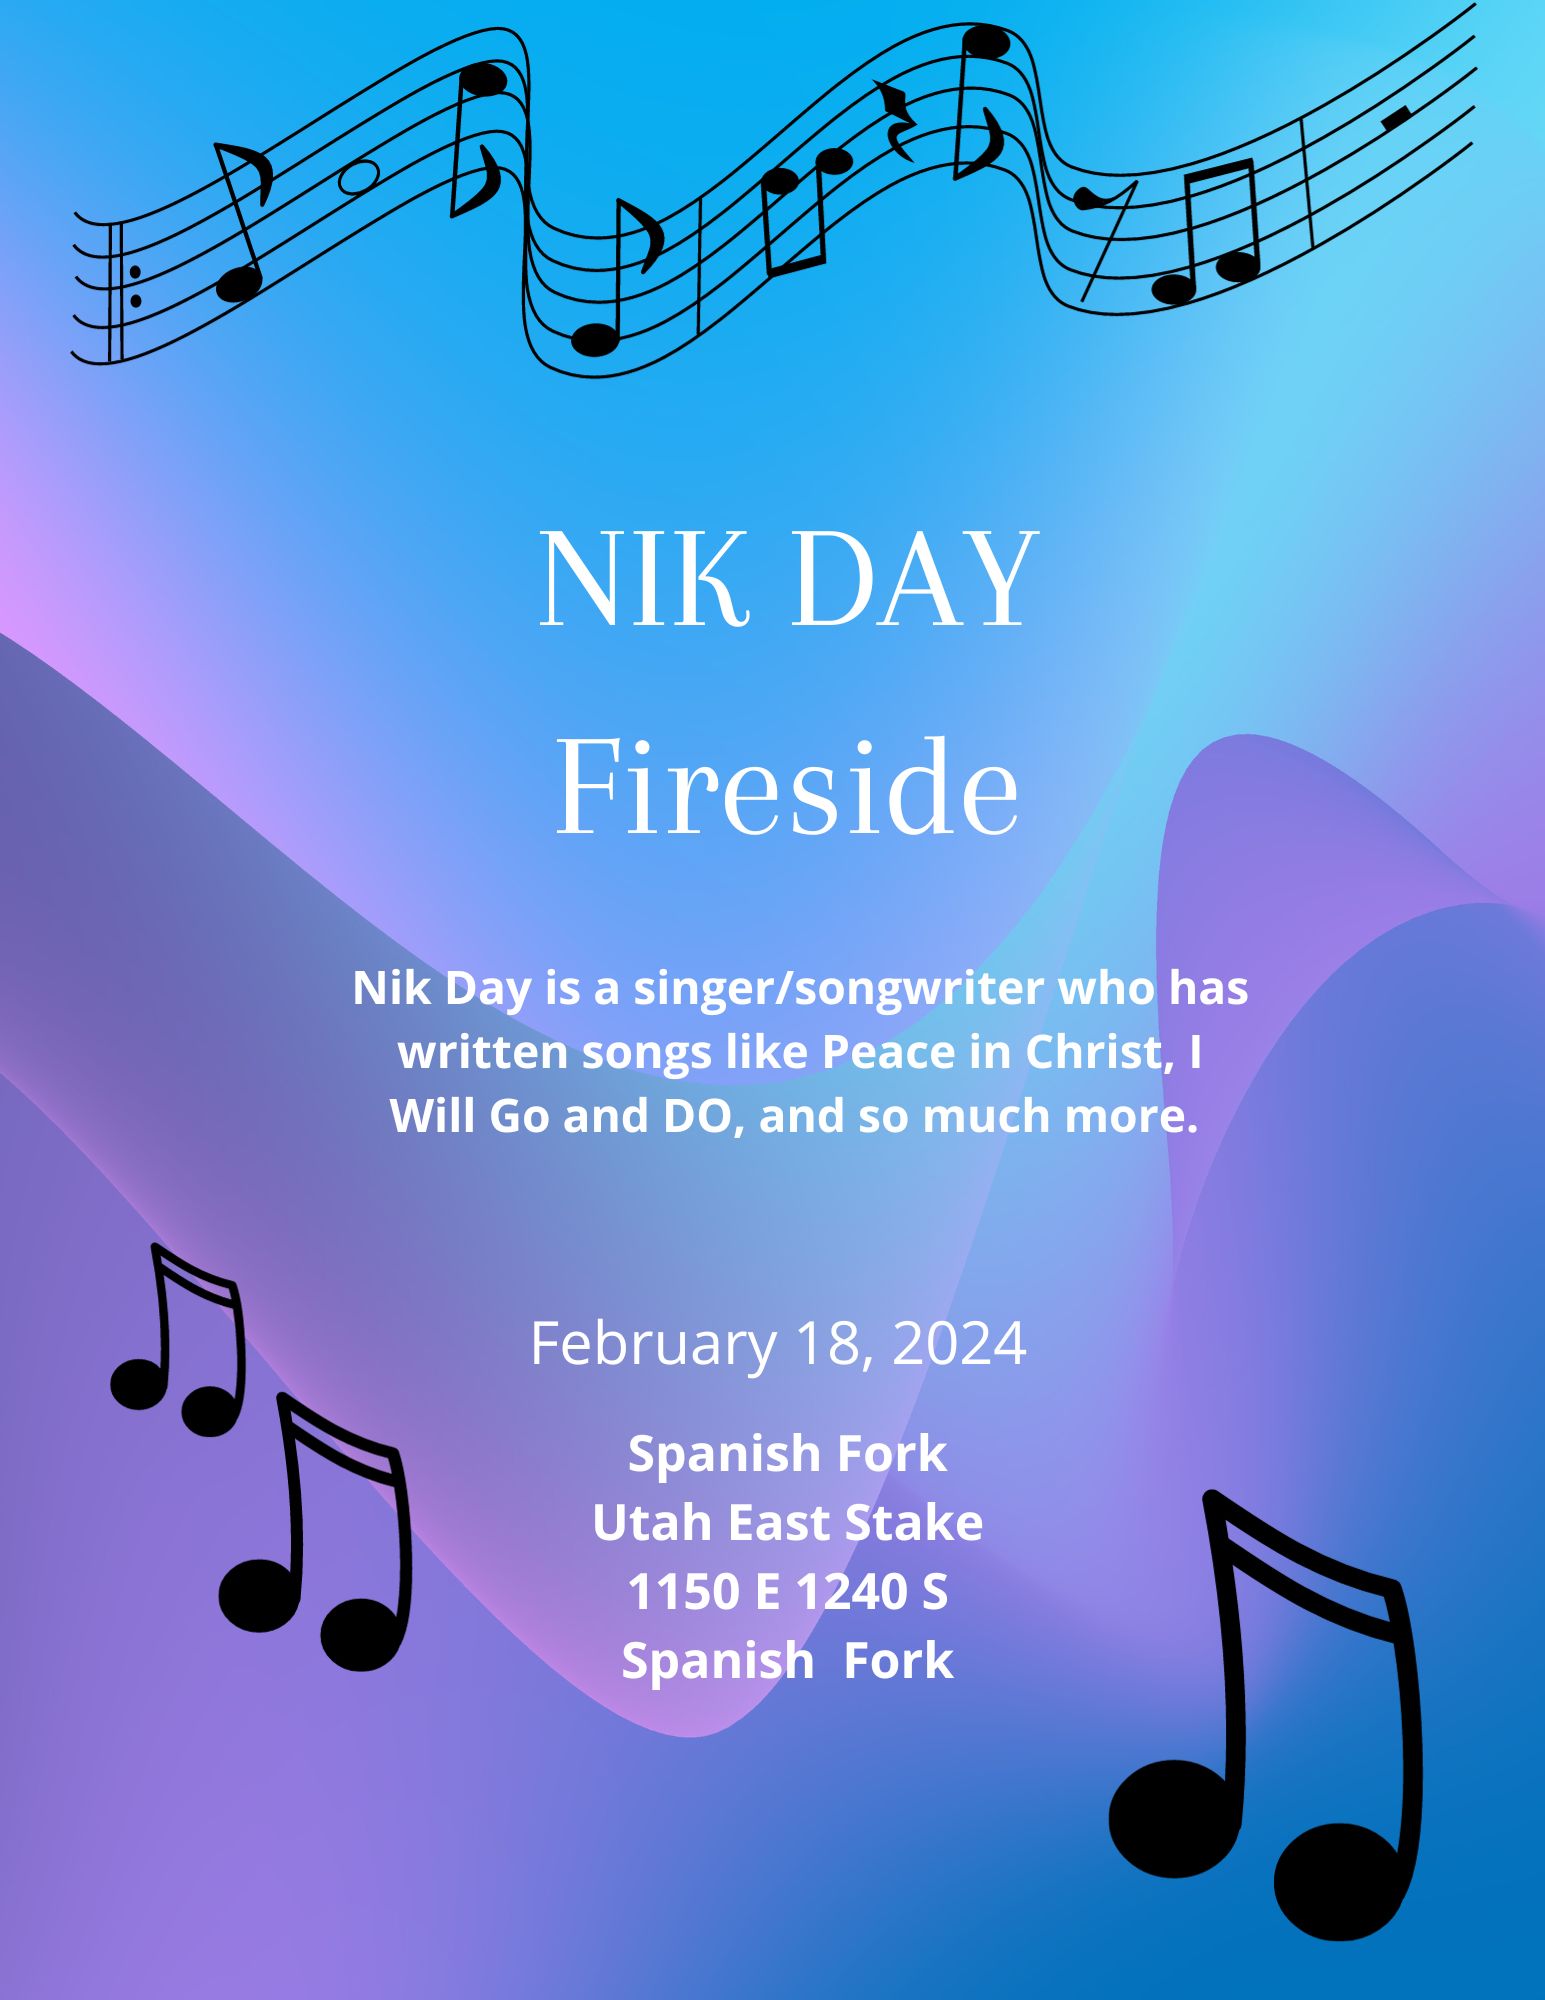 NIK DAY
Fireside
Nik Day is a singer/songwriter who has
written songs like Peace in Christ, I
Will Go and DO, and so much more.
February 18, 2024
Spanish Fork
Utah East Stake
1150 E 1240 S
Spanish  Fork